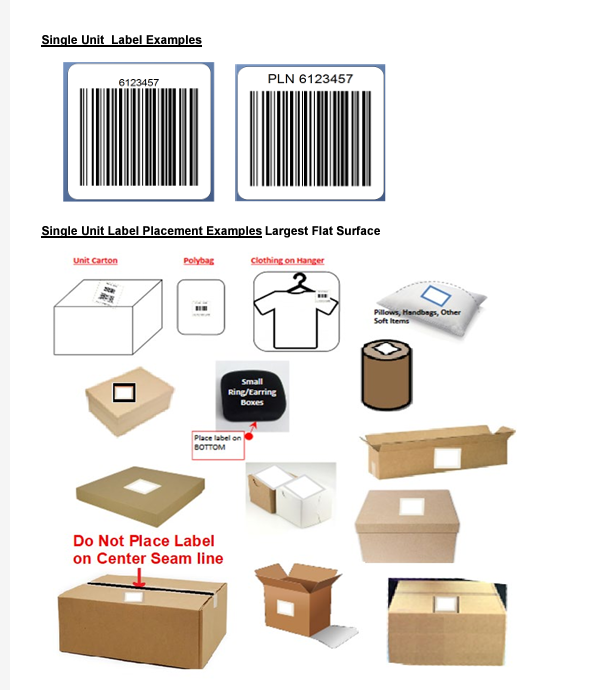 Single Unit  Label Examples
6123457
PLN 6123457
Single Unit Label Placement Examples Largest Flat Surface
Unit Carton
Polybag
Clothing on Hanger
Pillows, Handbags, Other
Soft Items
Small
Ring/Earring
Boxes
Place label on
BOTTOM
Do Not Place Label
on Center Seam line